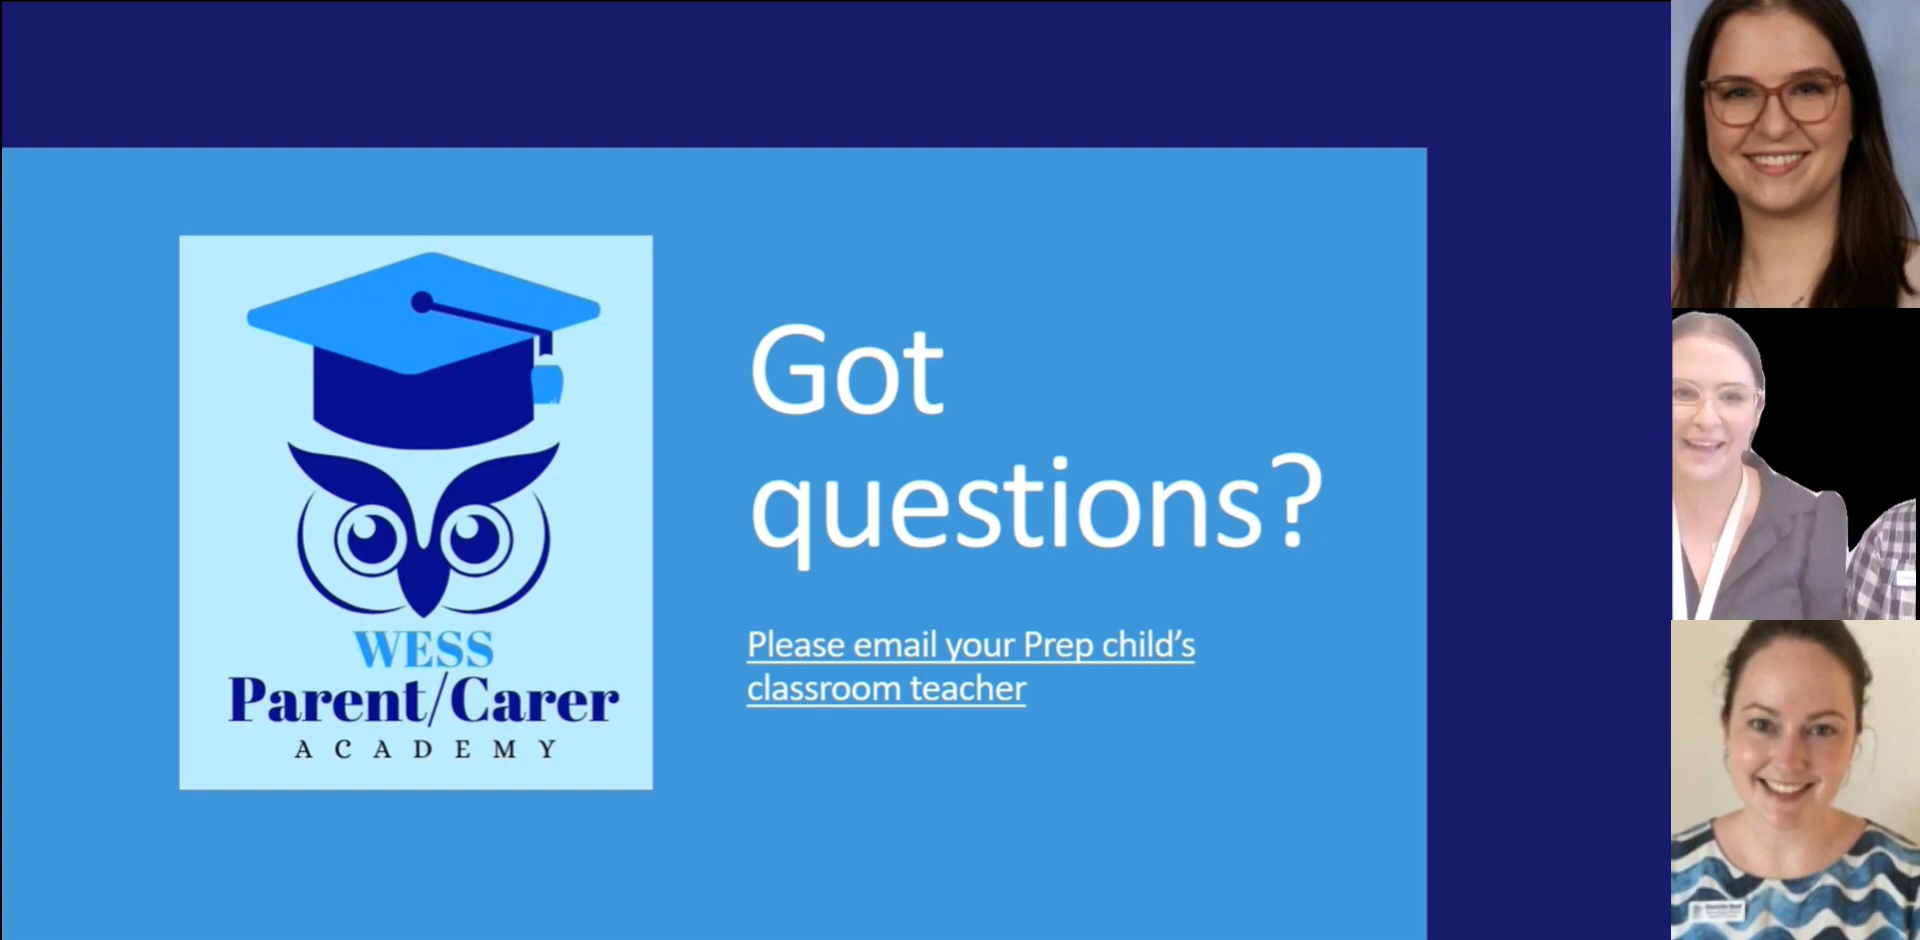 Got
questions?
Please email your Prep child's
classroom teacher
WESS
Parent/Carer
ACADEMY